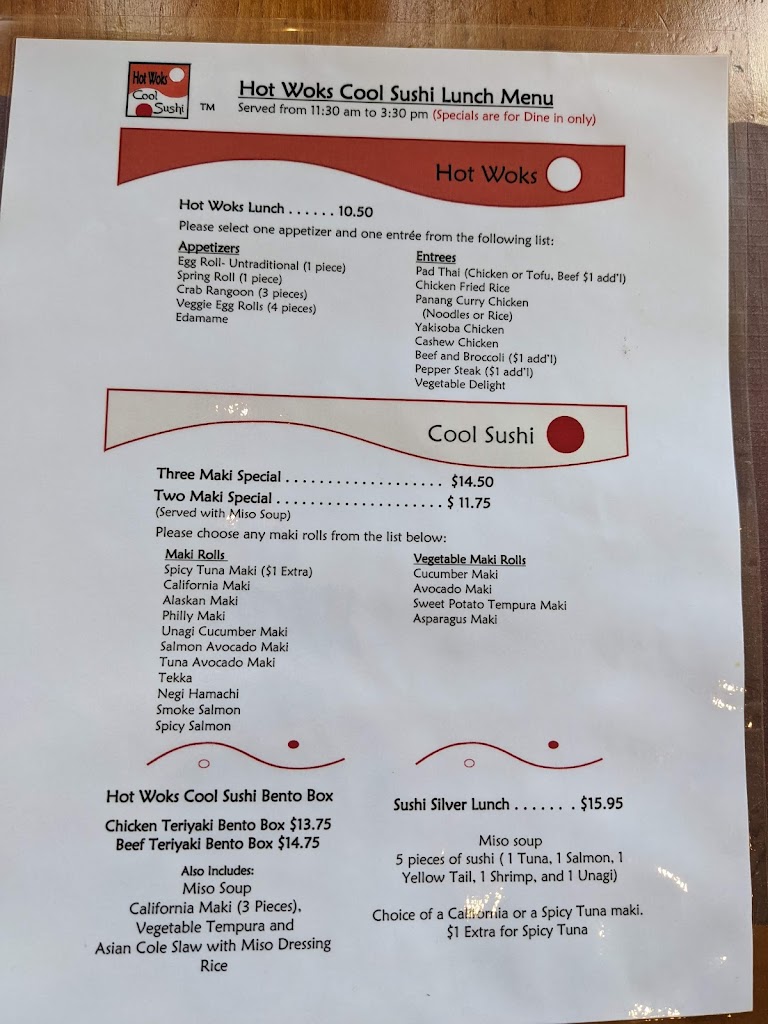 Hot Woks
Cool
Sushi
TM
Hot Woks Cool Sushi Lunch Menu
Served from 11:30 am to 3:30 pm (Specials are for Dine in only)
Hot Woks
Hot Woks Lunch . . . . . . 10.50
Please select one appetizer and one entrée from the following list:
Appetizers
Egg Roll- Untraditional (1 piece)
Spring Roll (1 piece)
Crab Rangoon (3 pieces)
Veggie Egg Rolls (4 pieces)
Edamame
Entrees
Pad Thai (Chicken or Tofu, Beef $1 add'l)
Chicken Fried Rice
Panang Curry Chicken
(Noodles or Rice)
Yakisoba Chicken
Cashew Chicken
Beef and Broccoli ($1 add'l)
Pepper Steak ($1 add'l)
Vegetable Delight
Cool Sushi
Three Maki Special . . . . . . . . . . . . . . . . . . . . $14.50
Two Maki Special . . . . . . . . . . . . . . . . . . . . . $ 11.75
(Served with Miso Soup)
Please choose any maki rolls from the list below:
Maki Rolls
Spicy Tuna Maki ($1 Extra)
California Maki
Alaskan Maki
Philly Maki
Unagi Cucumber Maki
Salmon Avocado Maki
Tuna Avocado Maki
Tekka
Negi Hamachi
Smoke Salmon
Spicy Salmon
Vegetable Maki Rolls
Cucumber Maki
Avocado Maki
Sweet Potato Tempura Maki
Asparagus Maki
Hot Woks Cool Sushi Bento Box
Chicken Teriyaki Bento Box $13.75
Beef Teriyaki Bento Box $14.75
Also Includes:
Miso Soup
California Maki (3 Pieces),
Vegetable Tempura and
Asian Cole Slaw with Miso Dressing
Rice
Sushi Silver Lunch . . . . . . . $15.95
Miso soup
5 pieces of sushi ( 1 Tuna, 1 Salmon, 1
Yellow Tail, 1 Shrimp, and 1 Unagi)
Choice of a California or a Spicy Tuna maki.
$1 Extra for Spicy Tuna